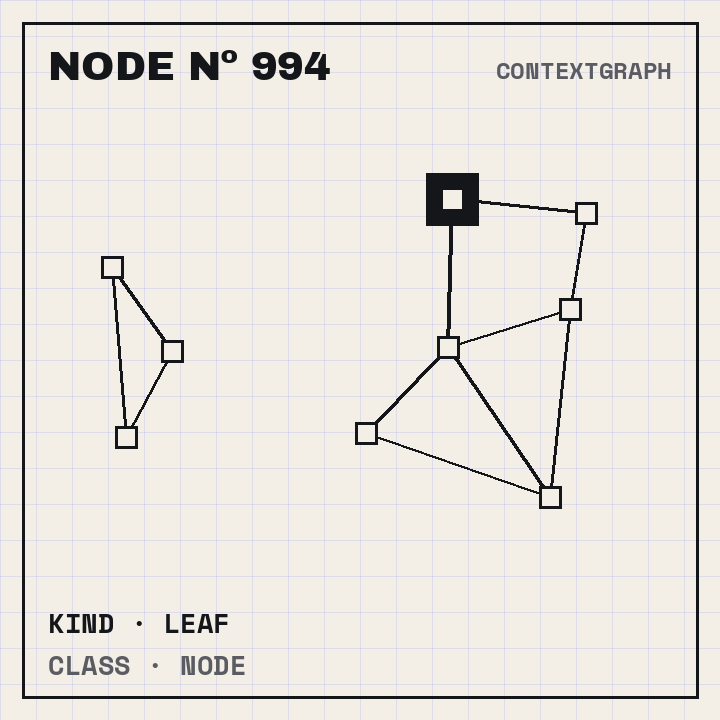 NODE Nº 994
CONTEXTGRAPH
KIND · LEAF
CLASS · NODE